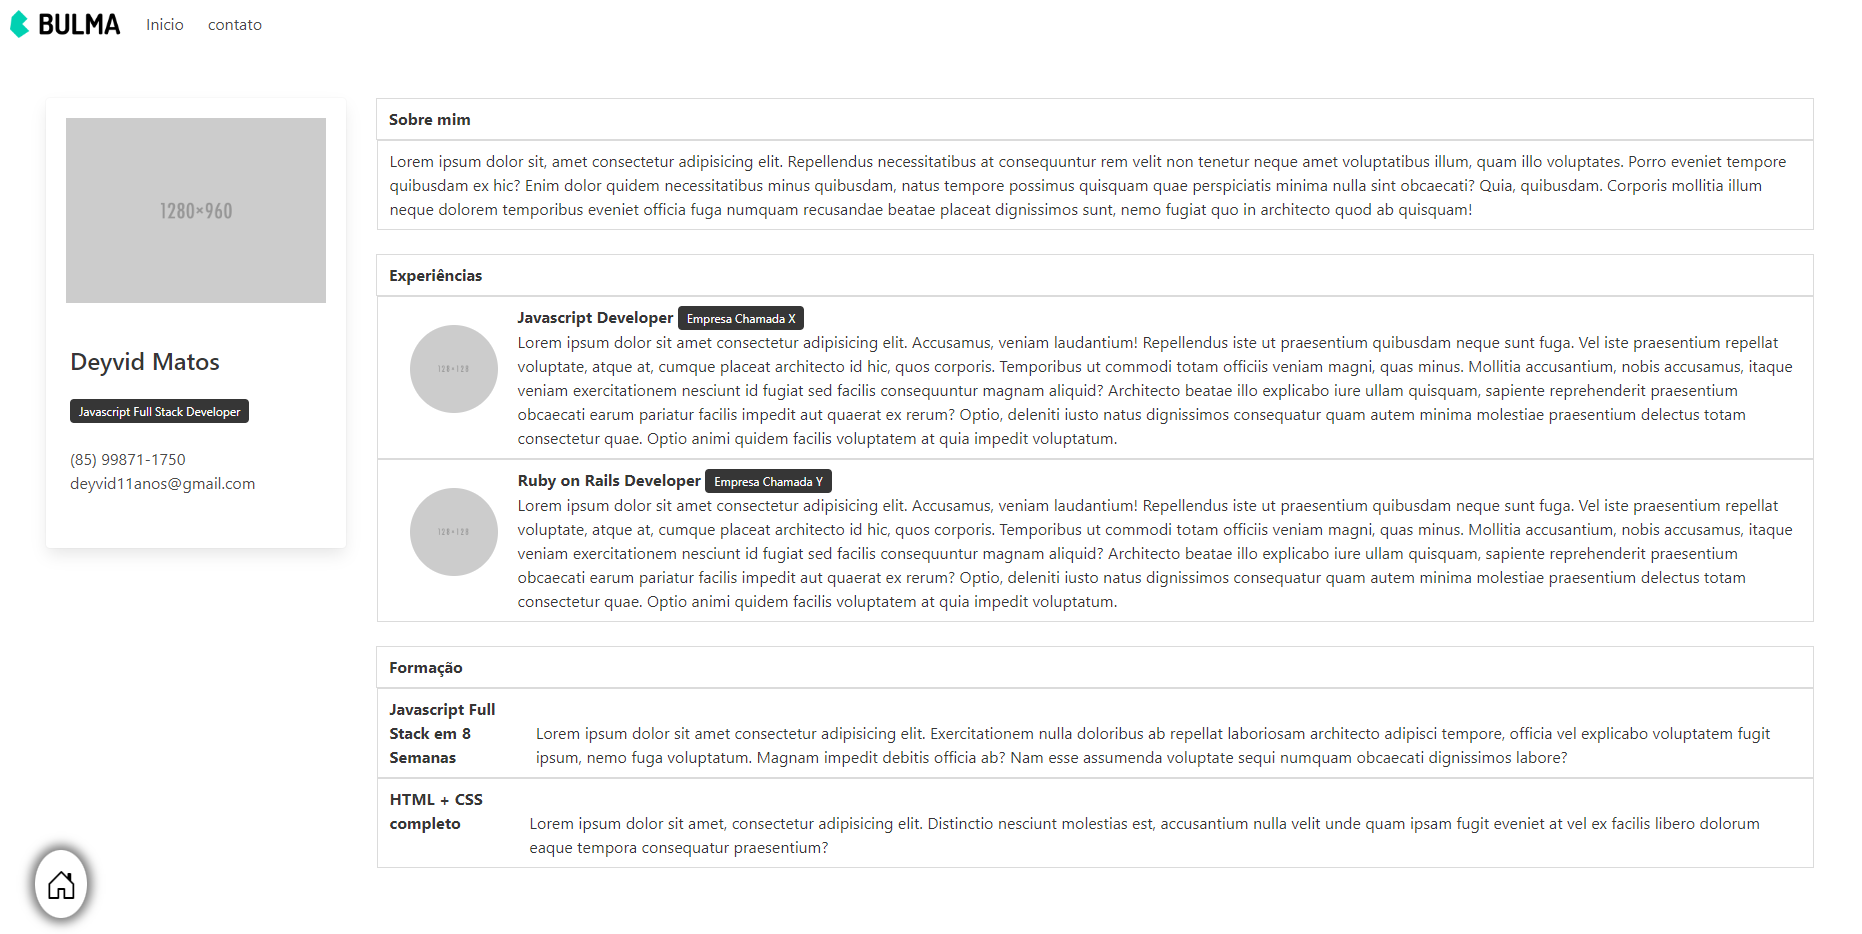 BULMA
Inicio
contato
1280×960
Deyvid Matos
Javascript Full Stack Developer
(85) 99871-1750
deyvid11anos@gmail.com
Sobre mim
Lorem ipsum dolor sit, amet consectetur adipisicing elit. Repellendus necessitatibus at consequuntur rem velit non tenetur neque amet voluptatibus illum, quam illo voluptates. Porro eveniet tempore
quibusdam ex hic? Enim dolor quidem necessitatibus minus quibusdam, natus tempore possimus quisquam quae perspiciatis minima nulla sint obcaecati? Quia, quibusdam. Corporis mollitia illum
neque dolorem temporibus eveniet officia fuga numquam recusandae beatae placeat dignissimos sunt, nemo fugiat quo in architecto quod ab quisquam!
Experiências
128×128
Javascript Developer Empresa Chamada X
Lorem ipsum dolor sit amet consectetur adipisicing elit. Accusamus, veniam laudantium! Repellendus iste ut praesentium quibusdam neque sunt fuga. Vel iste praesentium repellat
voluptate, atque at, cumque placeat architecto id hic, quos corporis. Temporibus ut commodi totam officiis veniam magni, quas minus. Mollitia accusantium, nobis accusamus, itaque
veniam exercitationem nesciunt id fugiat sed facilis consequuntur magnam aliquid? Architecto beatae illo explicabo iure ullam quisquam, sapiente reprehenderit praesentium
obcaecati earum pariatur facilis impedit aut quaerat ex rerum? Optio, deleniti iusto natus dignissimos consequatur quam autem minima molestiae praesentium delectus totam
consectetur quae. Optio animi quidem facilis voluptatem at quia impedit voluptatum.
128×128
Ruby on Rails Developer Empresa Chamada Y
Lorem ipsum dolor sit amet consectetur adipisicing elit. Accusamus, veniam laudantium! Repellendus iste ut praesentium quibusdam neque sunt fuga. Vel iste praesentium repellat
voluptate, atque at, cumque placeat architecto id hic, quos corporis. Temporibus ut commodi totam officiis veniam magni, quas minus. Mollitia accusantium, nobis accusamus, itaque
veniam exercitationem nesciunt id fugiat sed facilis consequuntur magnam aliquid? Architecto beatae illo explicabo iure ullam quisquam, sapiente reprehenderit praesentium
obcaecati earum pariatur facilis impedit aut quaerat ex rerum? Optio, deleniti iusto natus dignissimos consequatur quam autem minima molestiae praesentium delectus totam
consectetur quae. Optio animi quidem facilis voluptatem at quia impedit voluptatum.
Formação
Javascript Full
Stack em 8
Semanas
Lorem ipsum dolor sit amet consectetur adipisicing elit. Exercitationem nulla doloribus ab repellat laboriosam architecto adipisci tempore, officia vel explicabo voluptatem fugit
ipsum, nemo fuga voluptatum. Magnam impedit debitis officia ab? Nam esse assumenda voluptate sequi numquam obcaecati dignissimos labore?
HTML + CSS
completo
Lorem ipsum dolor sit amet, consectetur adipisicing elit. Distinctio nesciunt molestias est, accusantium nulla velit unde quam ipsam fugit eveniet at vel ex facilis libero dolorum
eaque tempora consequatur praesentium?